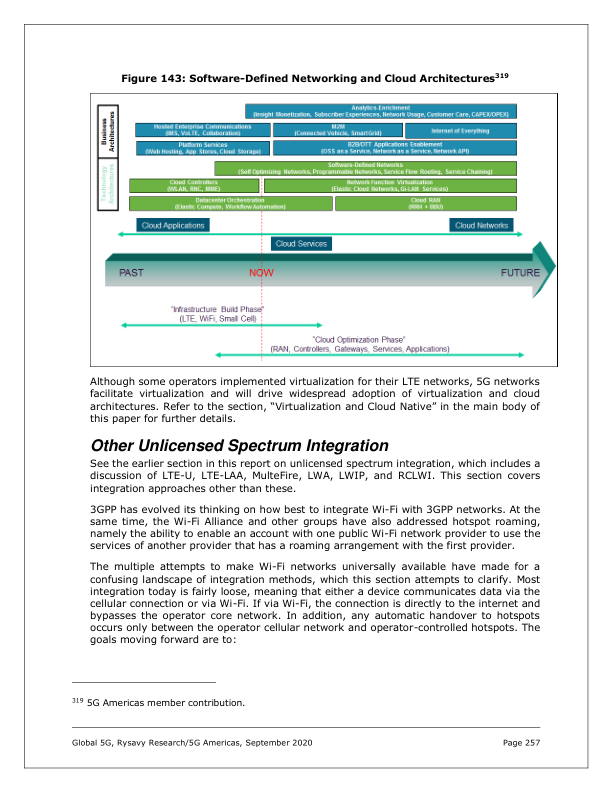 Figure 143: Software-Defined Networking and Cloud Architectures319
Business
Architectures
Analytics-Enrichment
(Insight Monetization, Subscriber Experiences, Network Usage, Customer Care, CAPEX/OPEX)
Hosted Enterprise Communications
(IMS, VoLTE, Collaboration)
M2M
(Connected Vehicle, SmartGrid)
Internet of Everything
Platform Services
(Web Hosting, App Stores, Cloud Storage)
B2B/OTT Applications Enablement
(OSS as a Service, Network as a Service, Network API)
Technology
Architectures
Software-Defined Networks
(Self Optimizing Networks, Programmable Networks, Service Flow Routing, Service Chaining)
Cloud Controllers
(WLAN, RNC, MME)
Network Function Virtualization
(Elastic Cloud Networks, Gi-LAN Services)
Datacenter Orchestration
(Elastic Compute, Workflow Automation)
Cloud RAN
(RRH + BBU)
Cloud Applications
Cloud Networks
Cloud Services
PAST
NOW
FUTURE
"Infrastructure Build Phase"
(LTE, WiFi, Small Cell)
"Cloud Optimization Phase"
(RAN, Controllers, Gateways, Services, Applications)
Although some operators implemented virtualization for their LTE networks, 5G networks
facilitate virtualization and will drive widespread adoption of virtualization and cloud
architectures. Refer to the section, “Virtualization and Cloud Native” in the main body of
this paper for further details.
Other Unlicensed Spectrum Integration
See the earlier section in this report on unlicensed spectrum integration, which includes a
discussion of LTE-U, LTE-LAA, MulteFire, LWA, LWIP, and RCLWI. This section covers
integration approaches other than these.
3GPP has evolved its thinking on how best to integrate Wi-Fi with 3GPP networks. At the
same time, the Wi-Fi Alliance and other groups have also addressed hotspot roaming,
namely the ability to enable an account with one public Wi-Fi network provider to use the
services of another provider that has a roaming arrangement with the first provider.
The multiple attempts to make Wi-Fi networks universally available have made for a
confusing landscape of integration methods, which this section attempts to clarify. Most
integration today is fairly loose, meaning that either a device communicates data via the
cellular connection or via Wi-Fi. If via Wi-Fi, the connection is directly to the internet and
bypasses the operator core network. In addition, any automatic handover to hotspots
occurs only between the operator cellular network and operator-controlled hotspots. The
goals moving forward are to:
319 5G Americas member contribution.
Global 5G, Rysavy Research/5G Americas, September 2020
Page 257